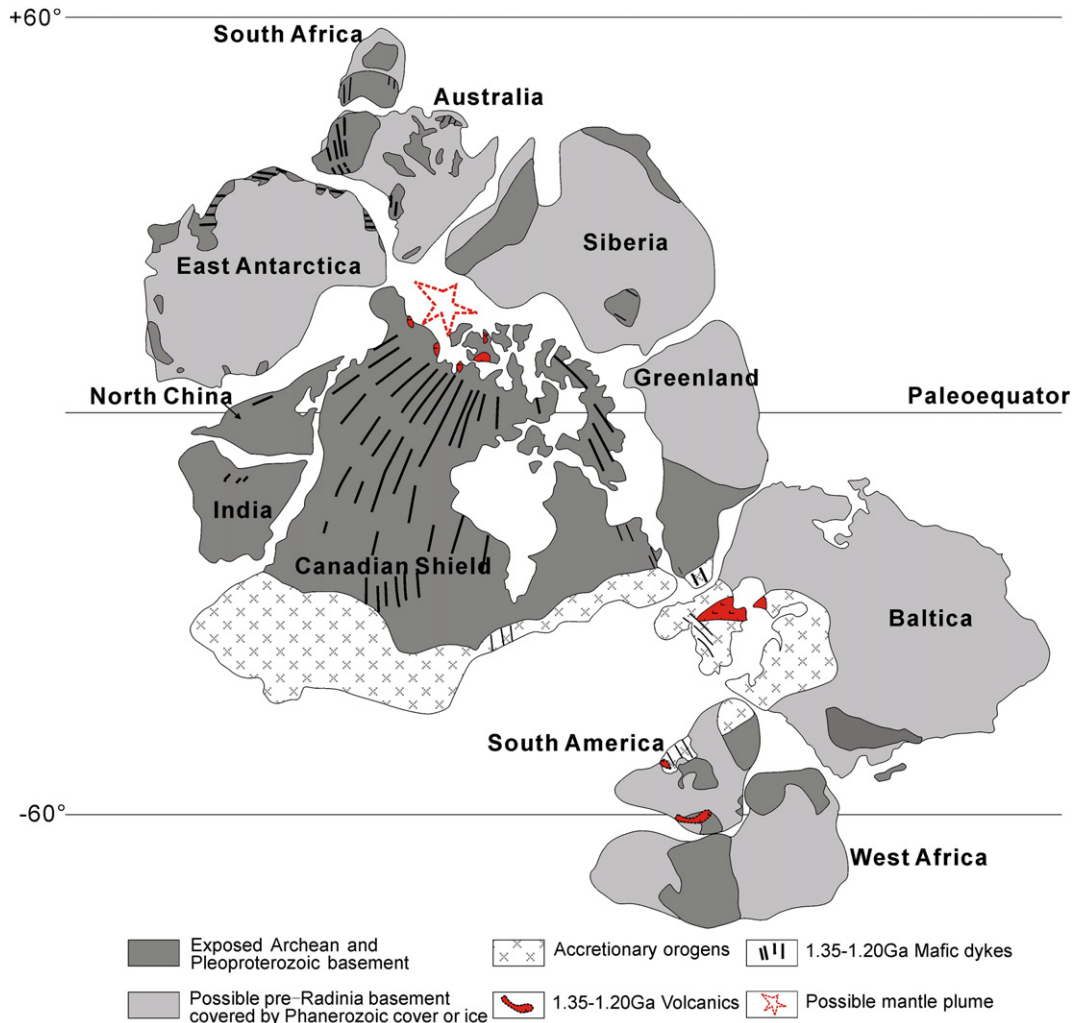 +60°
South Africa
Australia
Siberia
East Antarctica
Greenland
North China
Paleoequator
India
Canadian Shield
Baltica
South America
-60°
West Africa
Exposed Archean and
Pleoproterozoic basement
Accretionary orogens
1.35-1.20Ga Mafic dykes
Possible pre-Radinia basement
covered by Phanerozoic cover or ice
1.35-1.20Ga Volcanics
Possible mantle plume